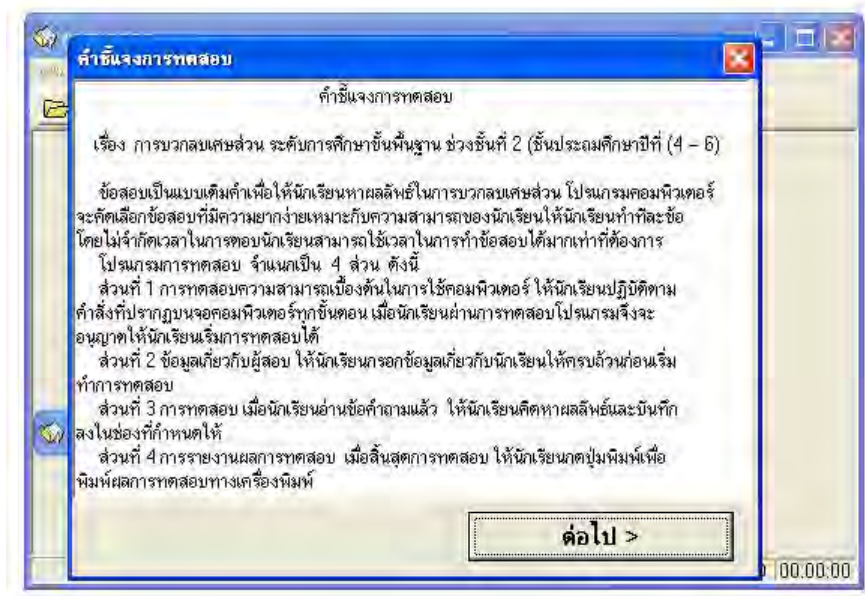 คำชี้แจงการทดสอบ
คำชี้แจงการทดสอบ
เรื่อง การบวกลบเศษส่วน ระดับการศึกษาขั้นพื้นฐาน ช่วงชั้นที่ 2 (ชั้นประถมศึกษาปีที่ (4 – 6)
ข้อสอบเป็นแบบเติมคำเพื่อให้นักเรียนหาผลลัพธ์ในการบวกลบเศษส่วน โปรแกรมคอมพิวเตอร์
จะคัดเลือกข้อสอบที่มีความยากง่ายเหมาะกับความสามารถของนักเรียนให้นักเรียนทำทีละข้อ
โดยไม่จำกัดเวลาในการตอบนักเรียนสามารถใช้เวลาในการทำข้อสอบได้มากเท่าที่ต้องการ
โปรแกรมการทดสอบ จำแนกเป็น 4 ส่วน ดังนี้
ส่วนที่ 1 การทดสอบความสามารถเบื้องต้นในการใช้คอมพิวเตอร์ ให้นักเรียนปฏิบัติตาม
คำสั่งที่ปรากฏบนจอคอมพิวเตอร์ทุกขั้นตอน เมื่อนักเรียนผ่านการทดสอบโปรแกรมจึงจะ
อนุญาตให้นักเรียนเริ่มการทดสอบได้
ส่วนที่ 2 ข้อมูลเกี่ยวกับผู้สอบ ให้นักเรียนกรอกข้อมูลเกี่ยวกับนักเรียนให้ครบถ้วนก่อนเริ่ม
ทำการทดสอบ
ส่วนที่ 3 การทดสอบ เมื่อนักเรียนอ่านข้อคำถามแล้ว ให้นักเรียนคิดหาผลลัพธ์และบันทึก
ลงในช่องที่กำหนดให้
ส่วนที่ 4 การรายงานผลการทดสอบ เมื่อสิ้นสุดการทดสอบ ให้นักเรียนกดปุ่มพิมพ์เพื่อ
พิมพ์ผลการทดสอบทางเครื่องพิมพ์
ต่อไป >
00:00:00